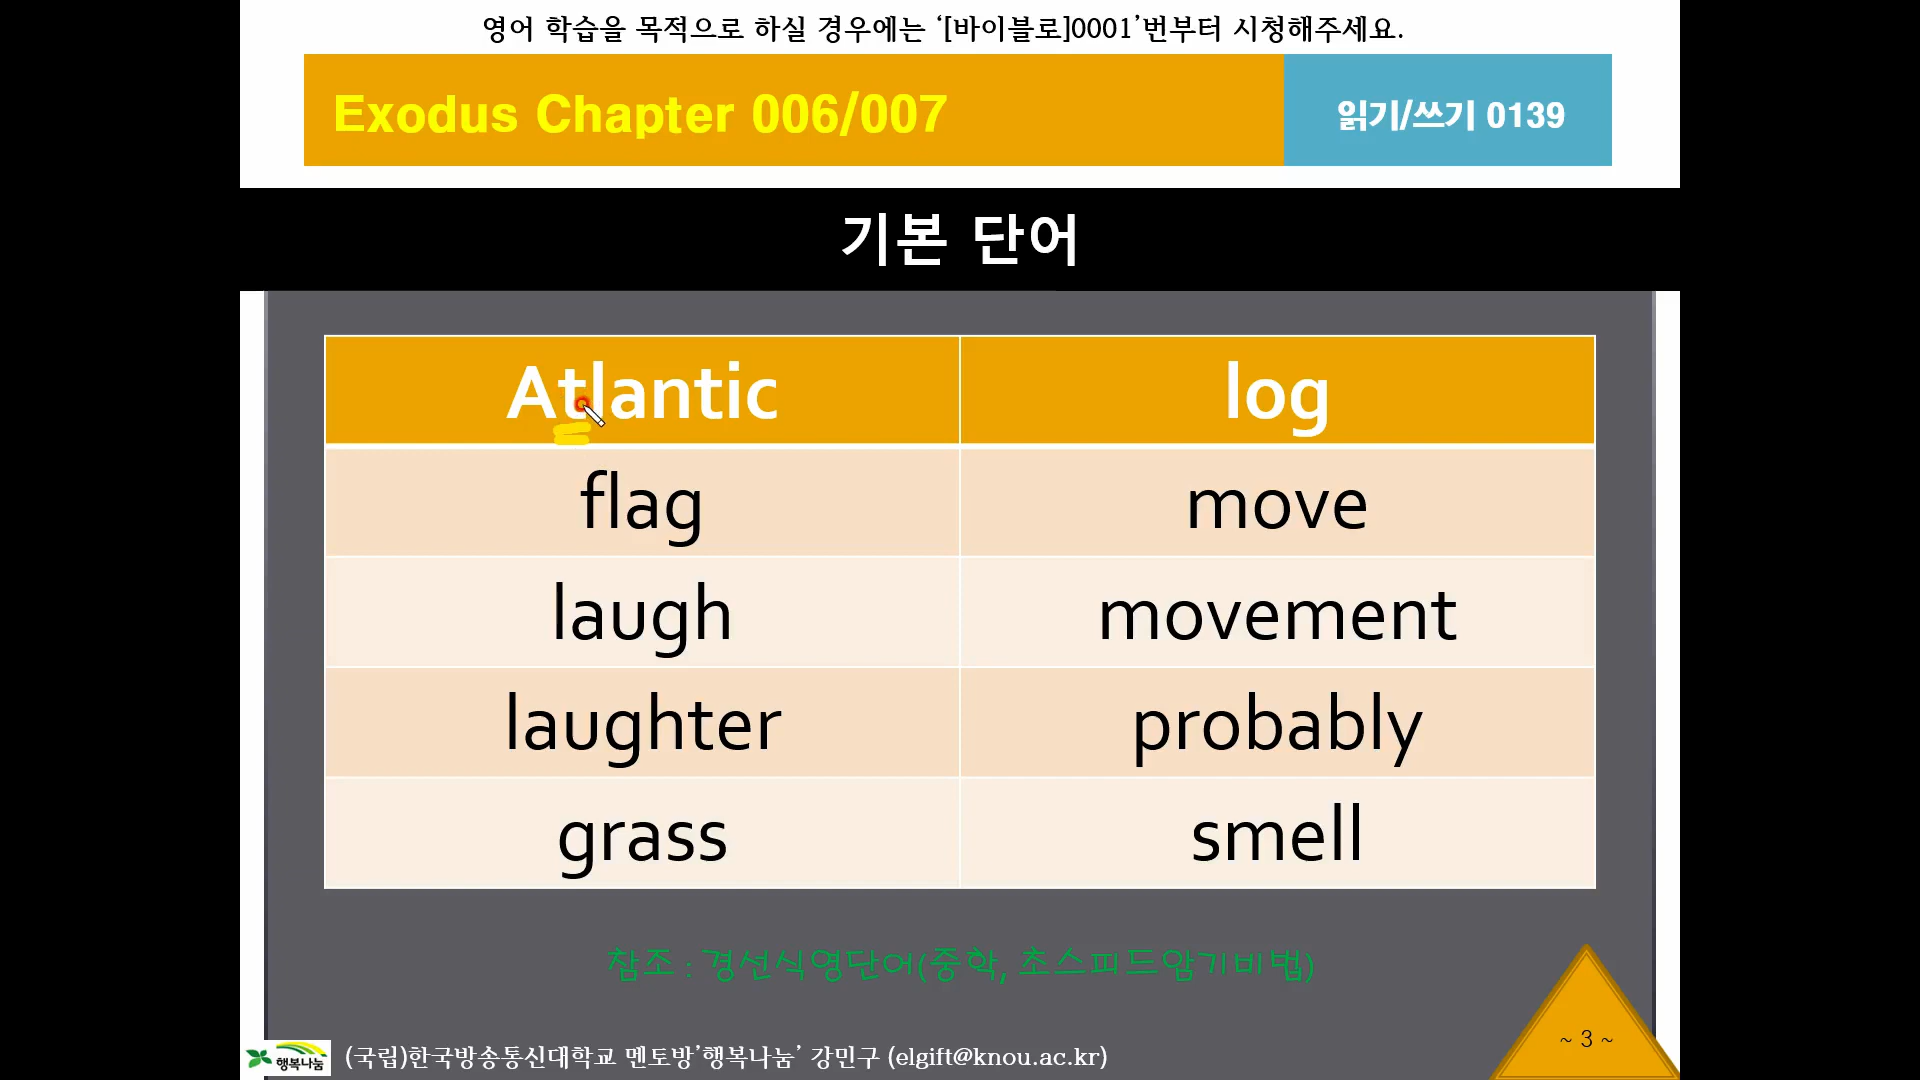 영어 학습을 목적으로 하실 경우에는 ‘[바이블로]0001’번부터 시청해주세요.
Exodus Chapter 006/007
읽기/쓰기 0139
기본 단어
Atlantic log
flag move
laugh movement
laughter probably
grass smell
참조 : 경선식영단어(중학, 초스피드암기비법)
행복나눔 (국립)한국방송통신대학교 멘토방’행복나눔’ 강민구 (elgift@knou.ac.kr)
~ 3 ~